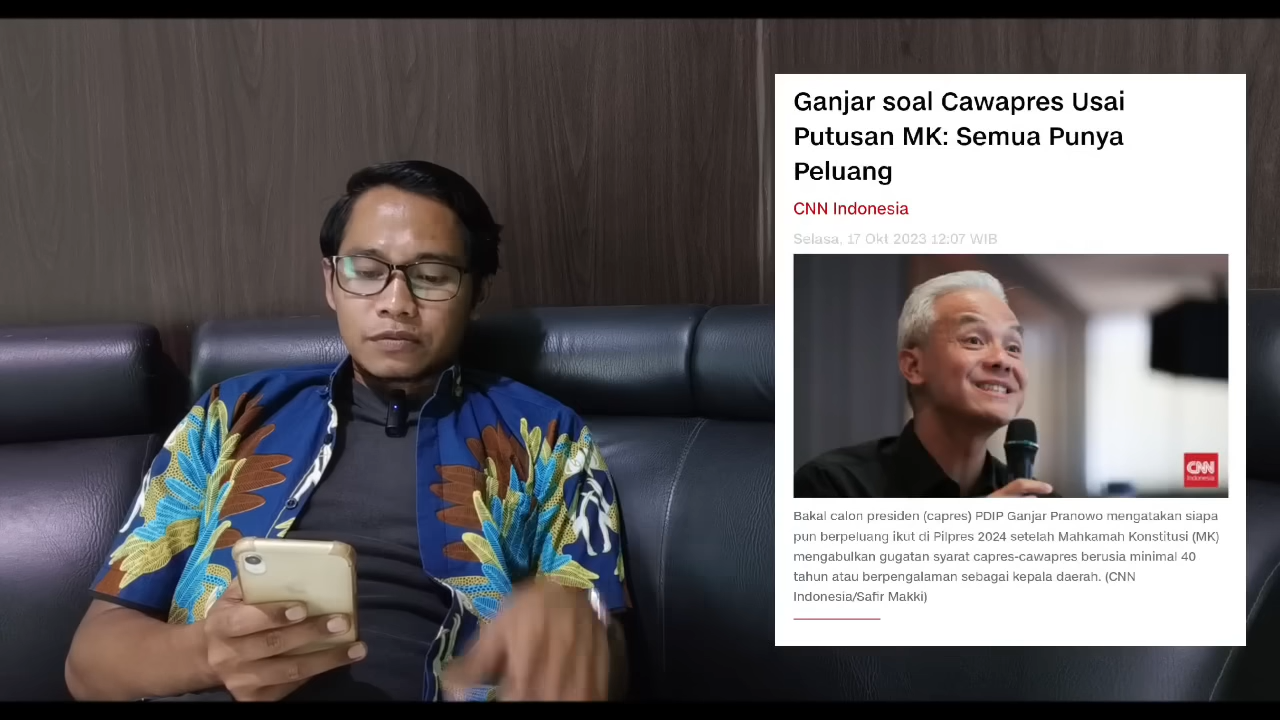 Ganjar soal Cawapres Usai
Putusan MK: Semua Punya
Peluang
CNN Indonesia
Selasa, 17 Okt 2023 12:07 WIB
CNN
Indonesia
Bakal calon presiden (capres) PDIP Ganjar Pranowo mengatakan siapa
pun berpeluang ikut di Pilpres 2024 setelah Mahkamah Konstitusi (MK)
mengabulkan gugatan syarat capres-cawapres berusia minimal 40
tahun atau berpengalaman sebagai kepala daerah. (CNN
Indonesia/Safir Makki)